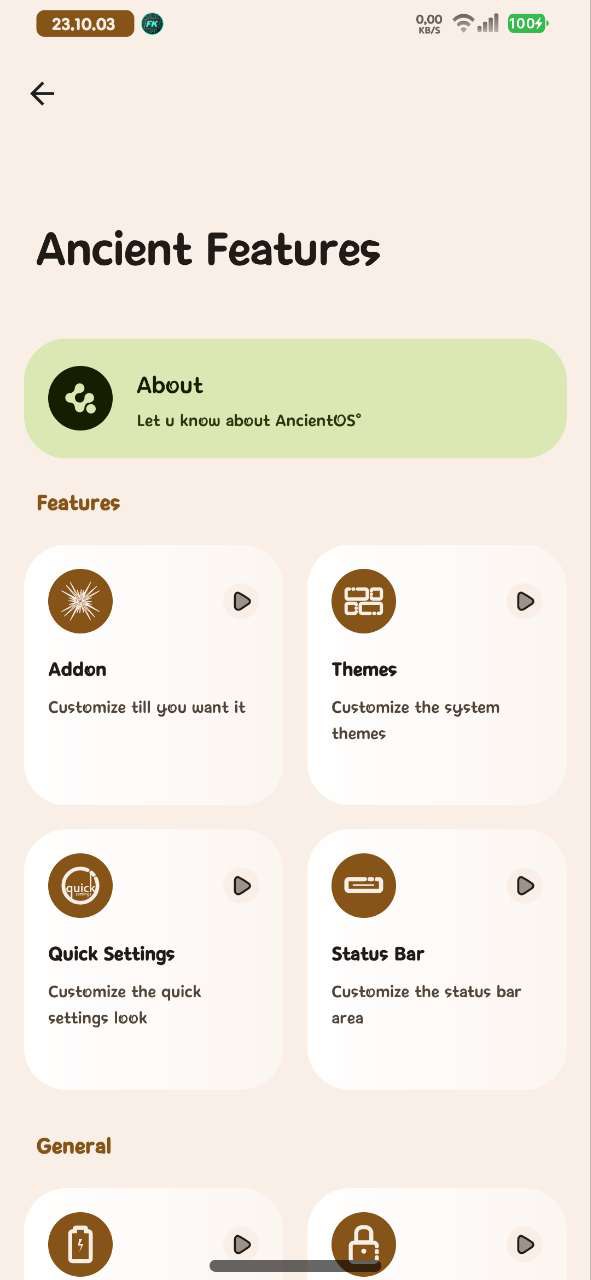 23.10.03
FK
0,00
KB/S
100
Ancient Features
About
Let u know about AncientOS°
Features
Addon
Customize till you want it
Themes
Customize the system
themes
quick
Quick Settings
Customize the quick
settings look
Status Bar
Customize the status bar
area
General